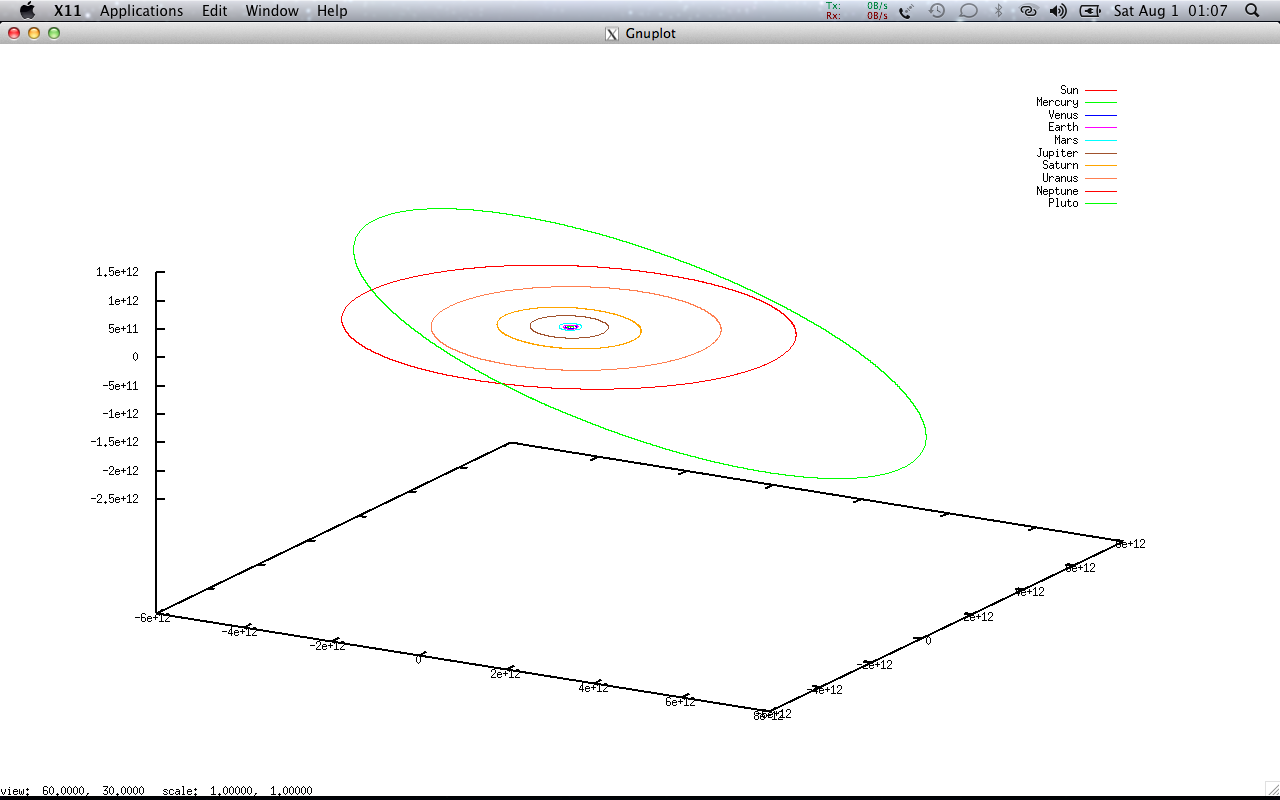 X11 Applications Edit Window Help Tx: 0B/s Rx: 0B/s Sat Aug 1 01:07
Gnuplot
Sun
Mercury
Venus
Earth
Mars
Jupiter
Saturn
Uranus
Neptune
Pluto
1.5e+12
1e+12
5e+11
0
-5e+11
-1e+12
-1.5e+12
-2e+12
-2.5e+12
-6e+12
-4e+12
-2e+12
0
2e+12
4e+12
6e+12
8e+12
-4e+12
-2e+12
0
2e+12
4e+12
view: 60.0000, 30.0000 scale: 1.00000, 1.00000